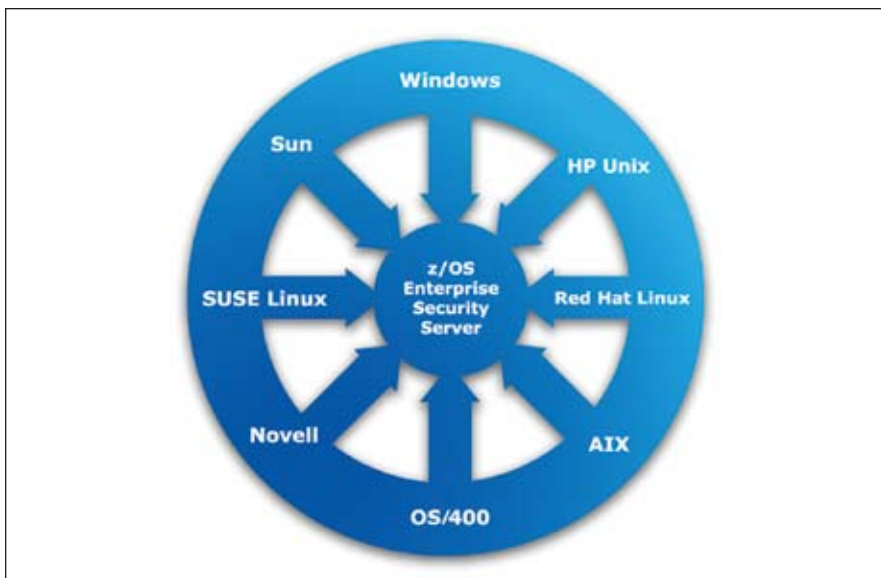 Windows
Sun
HP Unix
z/OS
Enterprise
Security
Server
SUSE Linux
Red Hat Linux
Novell
AIX
OS/400